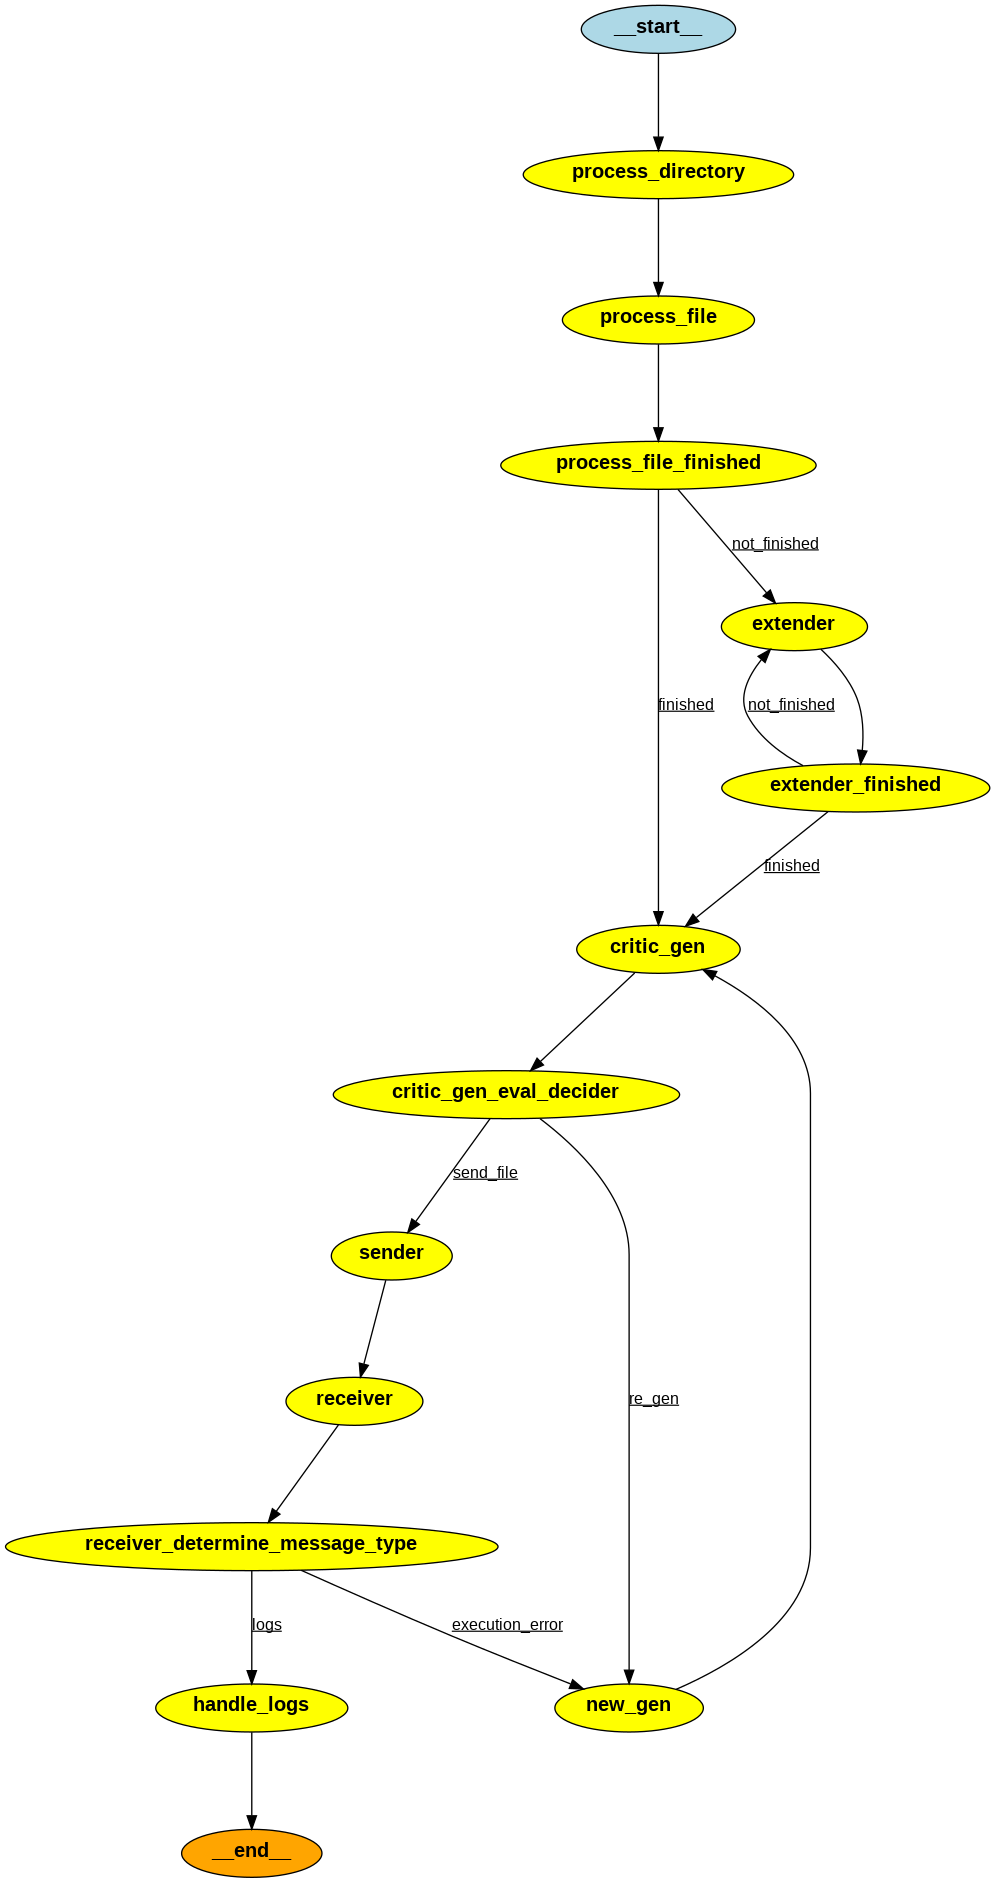 __start__
process_directory
process_file
process_file_finished
not_finished
extender
finished
not_finished
extender_finished
finished
critic_gen
critic_gen_eval_decider
send_file
sender
receiver
re_gen
receiver_determine_message_type
logs
execution_error
handle_logs
new_gen
__end__